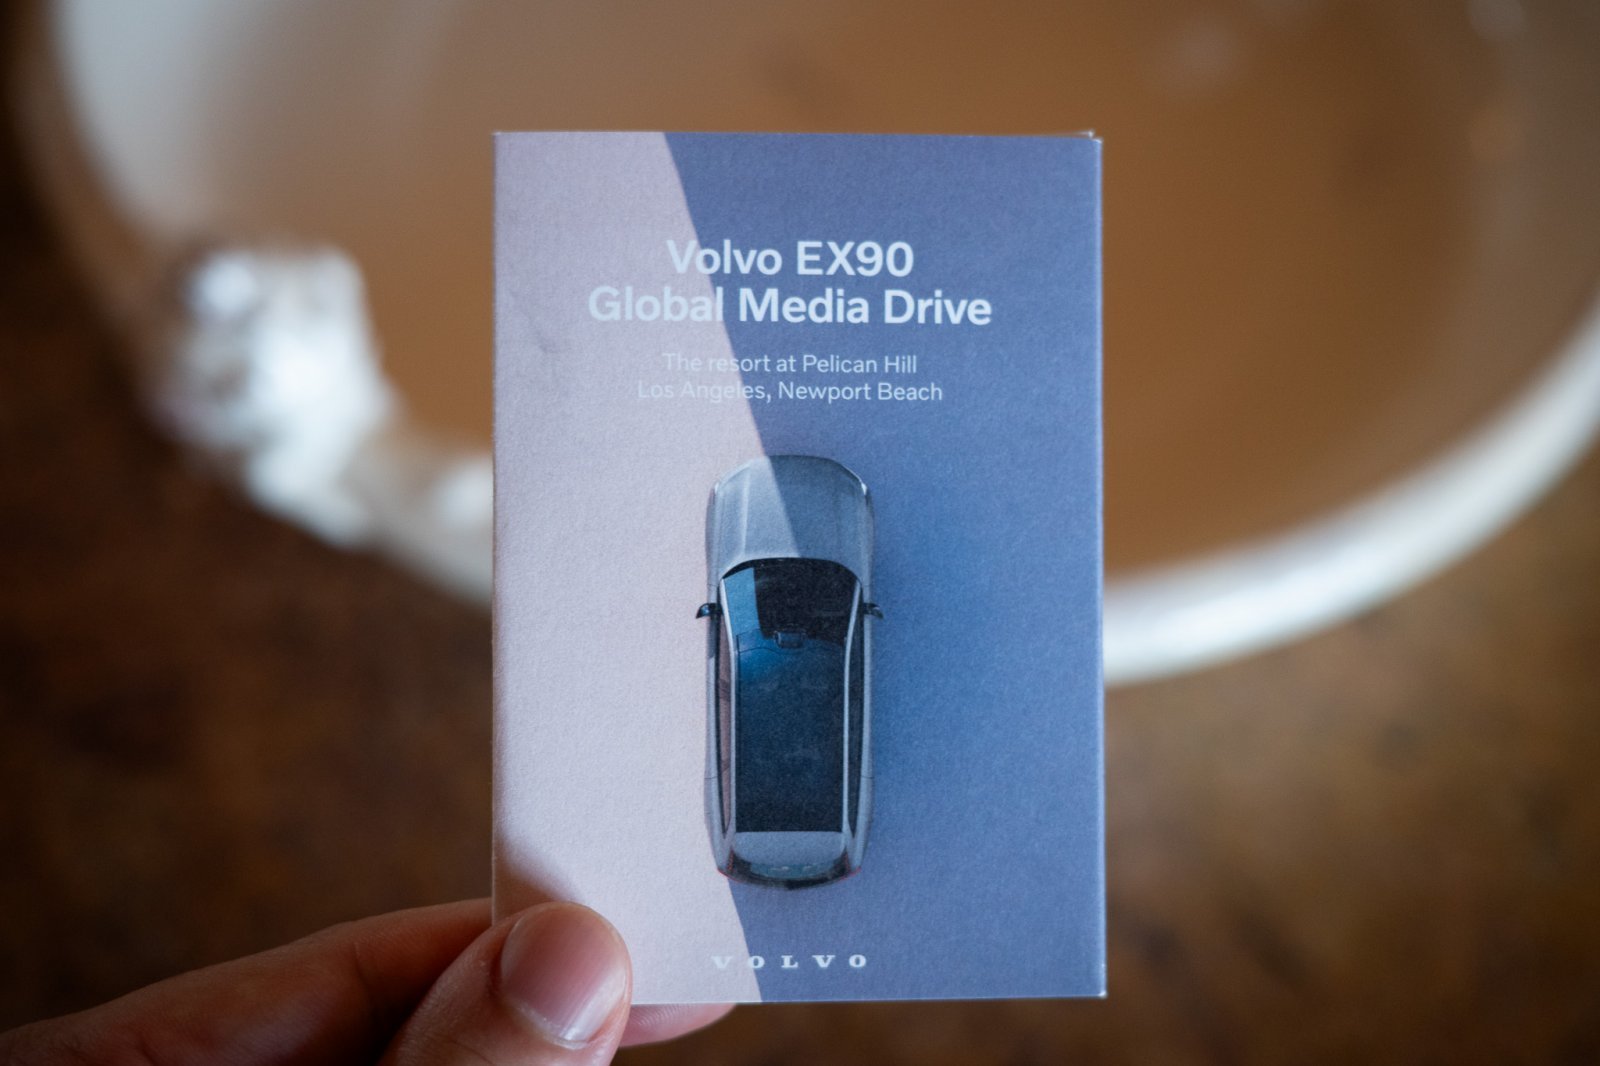 Volvo EX90
Global Media Drive
The resort at Pelican Hill
Los Angeles, Newport Beach
VOLVO